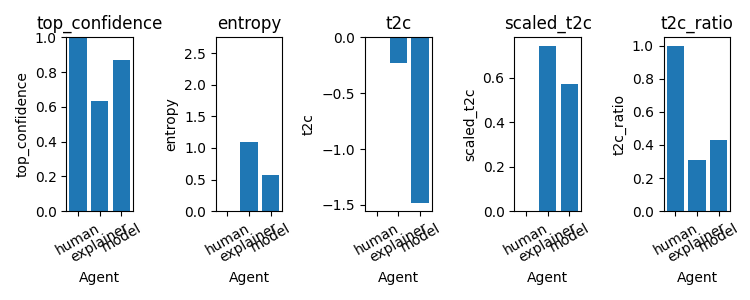 top_confidence
top_confidence
1.0
0.8
0.6
0.4
0.2
0.0
human
explainer
model
Agent
entropy
entropy
2.5
2.0
1.5
1.0
0.5
0.0
human
explainer
model
Agent
t2c
t2c
0.0
−0.5
−1.0
−1.5
human
explainer
model
Agent
scaled_t2c
scaled_t2c
0.6
0.4
0.2
0.0
human
explainer
model
Agent
t2c_ratio
t2c_ratio
1.0
0.8
0.6
0.4
0.2
0.0
human
explainer
model
Agent